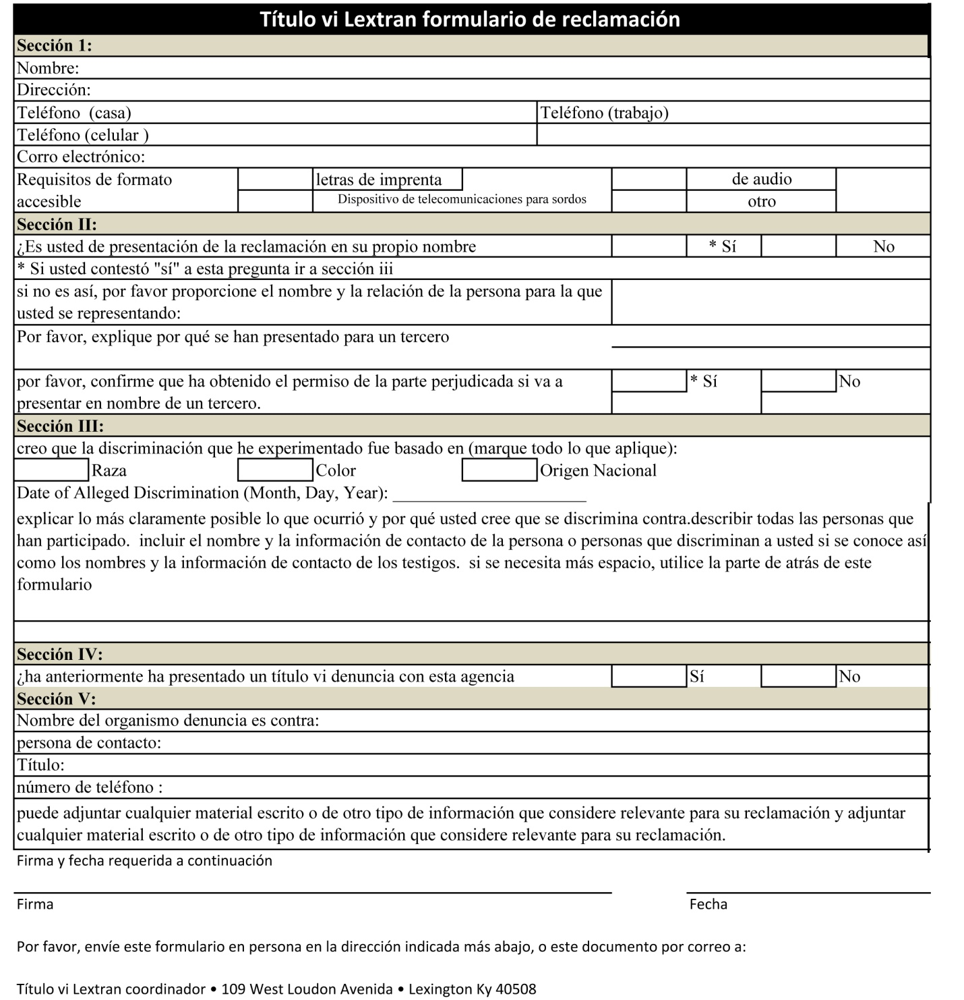 Título vi Lextran formulario de reclamación
Sección 1:
Nombre:
Dirección:
Teléfono (casa) Teléfono (trabajo)
Teléfono (celular )
Corro electrónico:
Requisitos de formato letras de imprenta de audio
accesible Dispositivo de telecomunicaciones para sordos otro
Sección II:
¿Es usted de presentación de la reclamación en su propio nombre * Sí No
* Si usted contestó "sí" a esta pregunta ir a sección iii
si no es así, por favor proporcione el nombre y la relación de la persona para la que
usted se representando:
Por favor, explique por qué se han presentado para un tercero
por favor, confirme que ha obtenido el permiso de la parte perjudicada si va a * Sí No
presentar en nombre de un tercero.
Sección III:
creo que la discriminación que he experimentado fue basado en (marque todo lo que aplique):
Raza Color Origen Nacional
Date of Alleged Discrimination (Month, Day, Year): ______________________
explicar lo más claramente posible lo que ocurrió y por qué usted cree que se discrimina contra.describir todas las personas que
han participado. incluir el nombre y la información de contacto de la persona o personas que discriminan a usted si se conoce así
como los nombres y la información de contacto de los testigos. si se necesita más espacio, utilice la parte de atrás de este
formulario
Sección IV:
¿ha anteriormente ha presentado un título vi denuncia con esta agencia Sí No
Sección V:
Nombre del organismo denuncia es contra:
persona de contacto:
Título:
número de teléfono :
puede adjuntar cualquier material escrito o de otro tipo de información que considere relevante para su reclamación y adjuntar
cualquier material escrito o de otro tipo de información que considere relevante para su reclamación.
Firma y fecha requerida a continuación
Firma Fecha
Por favor, envíe este formulario en persona en la dirección indicada más abajo, o este documento por correo a:
Título vi Lextran coordinador • 109 West Loudon Avenida • Lexington Ky 40508